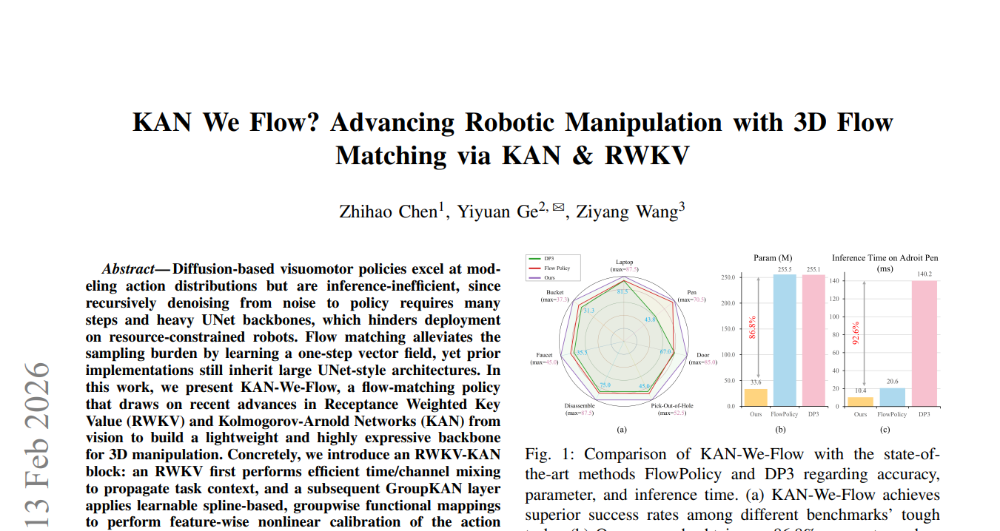 KAN We Flow? Advancing Robotic Manipulation with 3D Flow
Matching via KAN & RWKV
Zhihao Chen1, Yiyuan Ge2, ✉, Ziyang Wang3
13 Feb 2026
Abstract—Diffusion-based visuomotor policies excel at mod-
eling action distributions but are inference-inefficient, since
recursively denoising from noise to policy requires many
steps and heavy UNet backbones, which hinders deployment
on resource-constrained robots. Flow matching alleviates the
sampling burden by learning a one-step vector field, yet prior
implementations still inherit large UNet-style architectures. In
this work, we present KAN-We-Flow, a flow-matching policy
that draws on recent advances in Receptance Weighted Key
Value (RWKV) and Kolmogorov-Arnold Networks (KAN) from
vision to build a lightweight and highly expressive backbone
for 3D manipulation. Concretely, we introduce an RWKV-KAN
block: an RWKV first performs efficient time/channel mixing
to propagate task context, and a subsequent GroupKAN layer
applies learnable spline-based, groupwise functional mappings
to perform feature-wise nonlinear calibration of the action
DP3
Flow Policy
Ours
Laptop
(max=87.5)
Pen
(max=70.5)
Door
(max=85.0)
Pick-Out-of-Hole
(max=52.5)
Disassemble
(max=87.5)
Faucet
(max=45.0)
Bucket
(max=37.3)
81.5
43.8
67.0
45.0
75.0
35.5
31.3
(a)
Param (M)
250.0
200.0
150.0
100.0
50.0
0.0
86.8%
33.6
255.5
255.1
Ours FlowPolicy DP3
(b)
Inference Time on Adroit Pen
(ms)
140
120
100
80
60
40
20
0
92.6%
10.4
20.6
140.2
Ours FlowPolicy DP3
(c)
Fig. 1: Comparison of KAN-We-Flow with the state-of-
the-art methods FlowPolicy and DP3 regarding accuracy,
parameter, and inference time. (a) KAN-We-Flow achieves
superior success rates among different benchmarks' tough